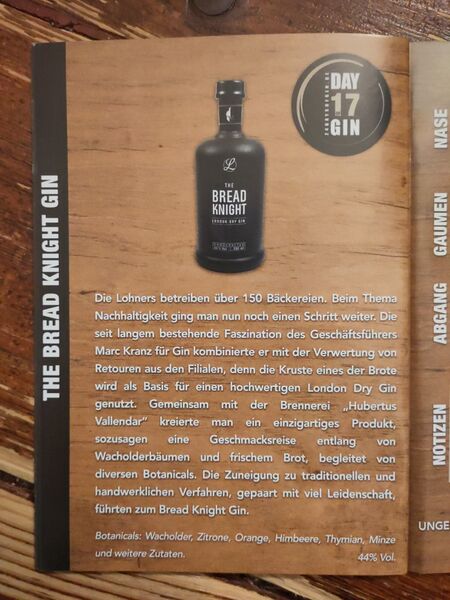 THE BREAD KNIGHT GIN
DAY
17
GIN
L
THE
BREAD
KNIGHT
LONDON DRY GIN
Die Lohners betreiben über 150 Bäckereien. Beim Thema
Nachhaltigkeit ging man nun noch einen Schritt weiter. Die
seit langem bestehende Faszination des Geschäftsführers
Marc Kranz für Gin kombinierte er mit der Verwertung von
Retouren aus den Filialen, denn die Kruste eines der Brote
wird als Basis für einen hochwertigen London Dry Gin
genutzt. Gemeinsam mit der Brennerei „Hubertus
Vallendar“ kreierte man ein einzigartiges Produkt,
sozusagen eine Geschmacksreise entlang von
Wacholderbäumen und frischem Brot, begleitet von
diversen Botanicals. Die Zuneigung zu traditionellen und
handwerklichen Verfahren, gepaart mit viel Leidenschaft,
führten zum Bread Knight Gin.
Botanicals: Wacholder, Zitrone, Orange, Himbeere, Thymian, Minze
und weitere Zutaten. 44% Vol.
NASE
GAUMEN
ABGANG
NOTIZEN
UNGE